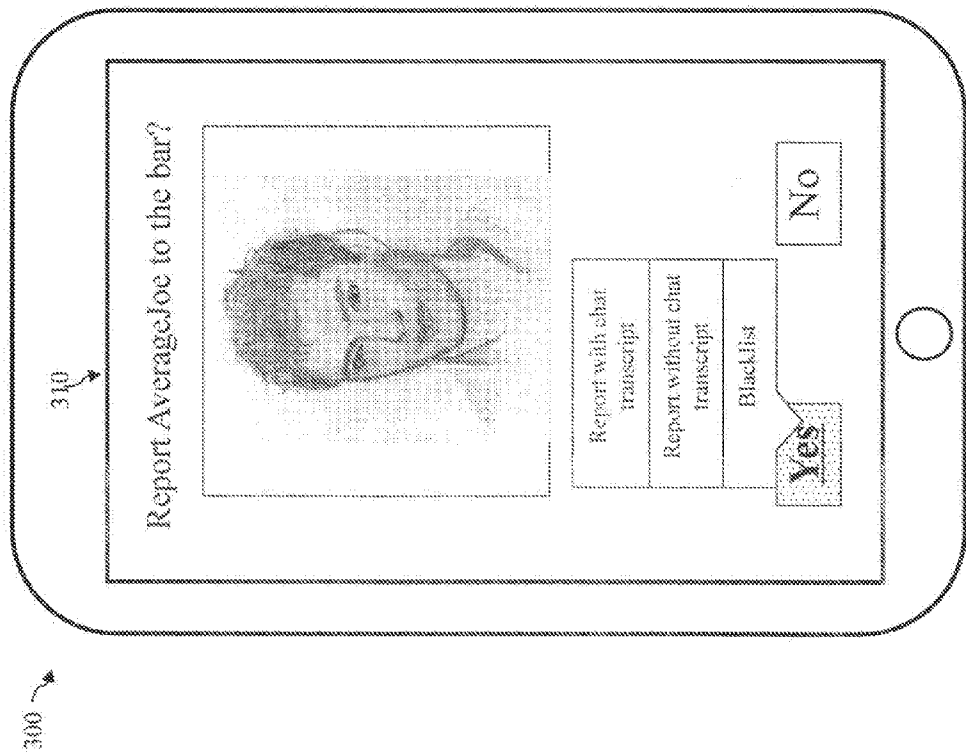 300
310
Report AverageJoe to the bar?
Report with chat
transcript
Report without chat
transcript
Blacklist
Yes
No